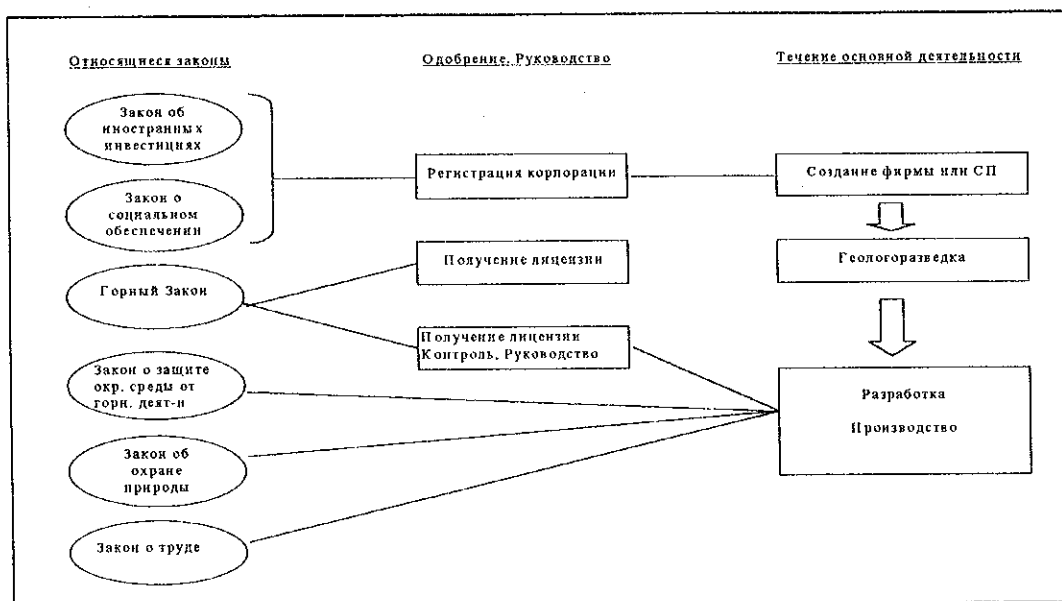 Относящиеся законы
Одобрение, Руководство
Течение основной деятельности
Закон об
иностранных
инвестициях
Регистрация корпорации
Создание фирмы или СП
Закон о
социальном
обеспечении
Получение лицензии
Геологоразведка
Горный Закон
Получение лицензии
Контроль, Руководство
Закон о защите
окр. среды от
горн. деят-и
Разработка
Производство
Закон об
охране
природы
Закон о труде